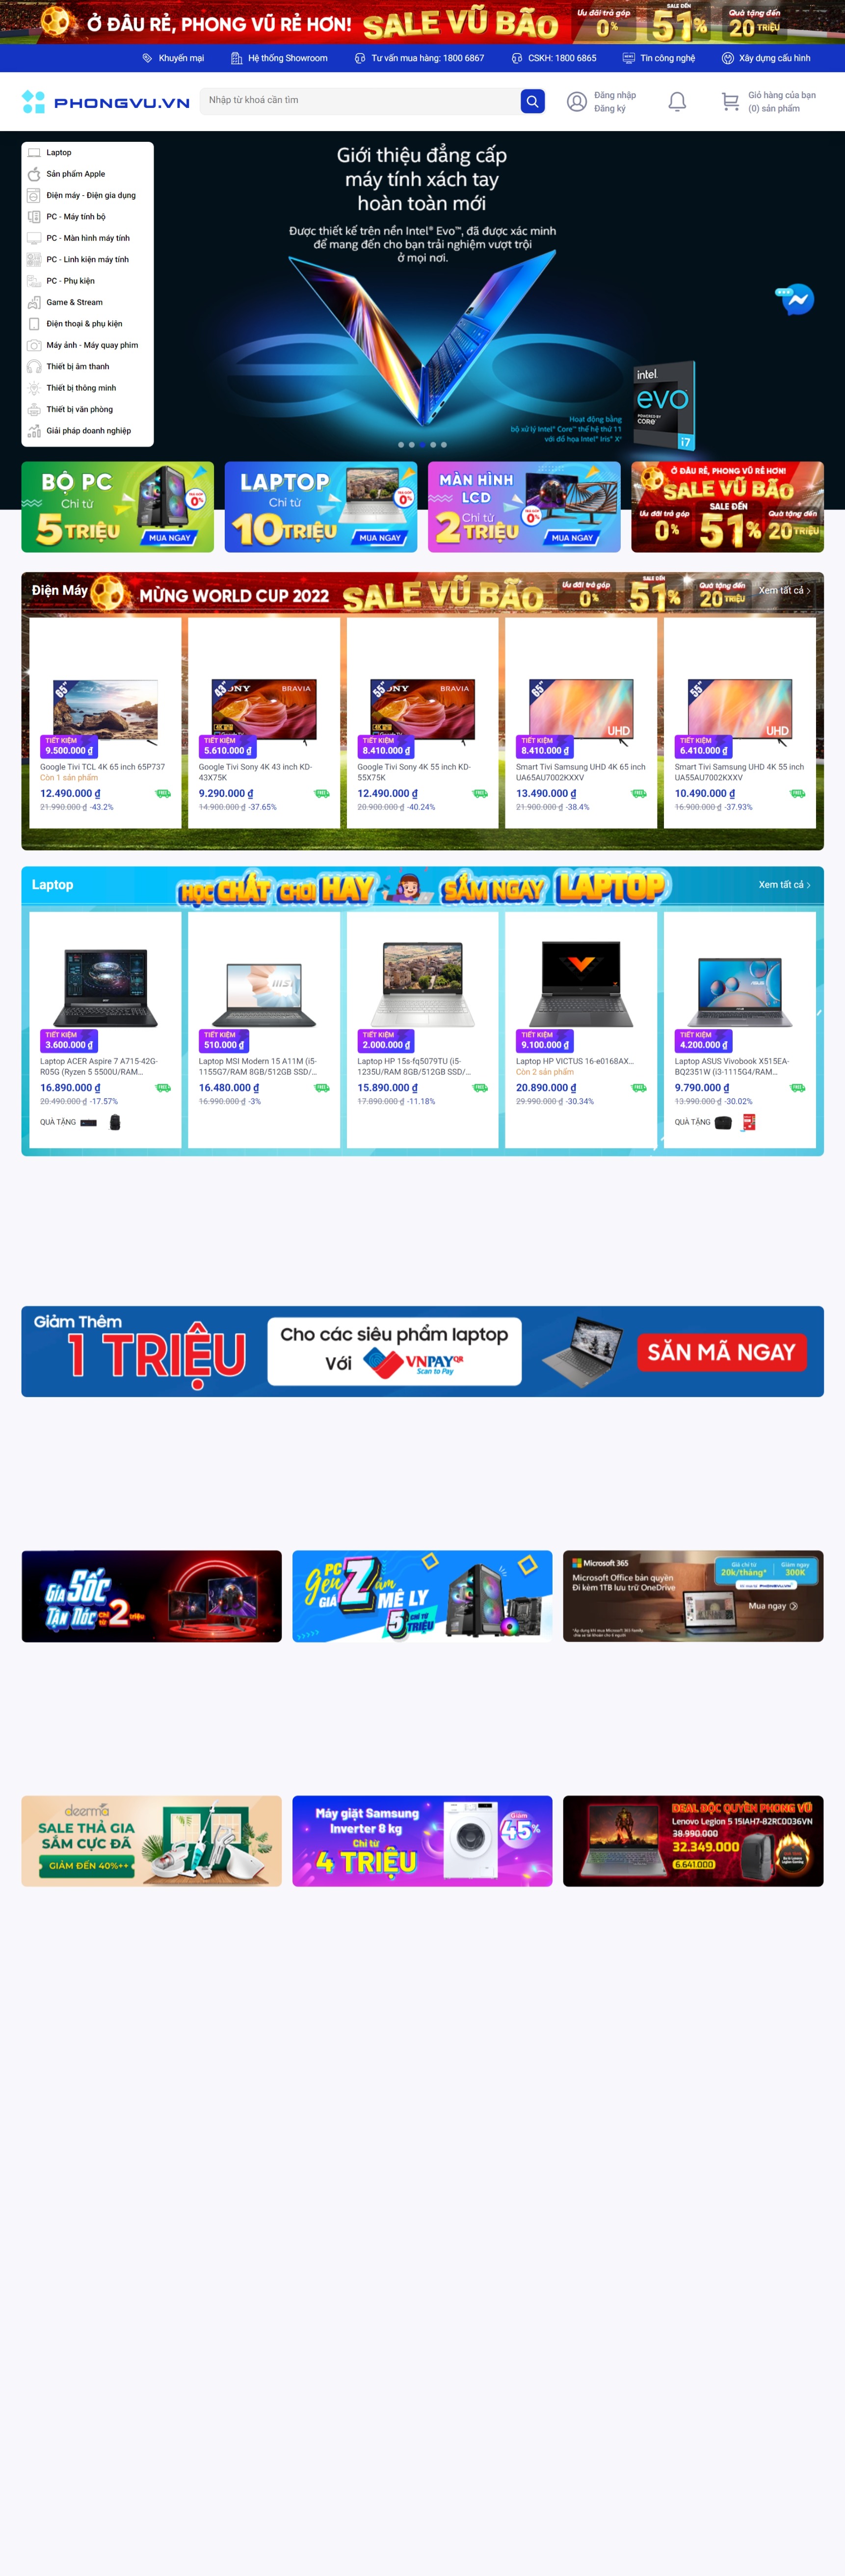 Ở ĐÂU RẺ, PHONG VŨ RẺ HƠN!
SALE VŨ BÃO
Ưu đãi trả góp
0%
SALE ĐẾN
51%
Quà tặng đến
20 TRIỆU
Khuyến mại
Hệ thống Showroom
Tư vấn mua hàng: 1800 6867
CSKH: 1800 6865
Tin công nghệ
Xây dựng cấu hình
PHONGVU.VN
Nhập từ khoá cần tìm
Đăng nhập
Đăng ký
Giỏ hàng của bạn
(0) sản phẩm
Laptop
Sản phẩm Apple
Điện máy - Điện gia dụng
PC - Máy tính bộ
PC - Màn hình máy tính
PC - Linh kiện máy tính
PC - Phụ kiện
Game & Stream
Điện thoại & phụ kiện
Máy ảnh - Máy quay phim
Thiết bị âm thanh
Thiết bị thông minh
Thiết bị văn phòng
Giải pháp doanh nghiệp
Giới thiệu đẳng cấp
máy tính xách tay
hoàn toàn mới
Được thiết kế trên nền Intel® Evo™, đã được xác minh
để mang đến cho bạn trải nghiệm vượt trội
ở mọi nơi.
Hoạt động bằng
bộ xử lý Intel® Core™ thế hệ thứ 11
với đồ họa Intel® Iris® Xᵉ
intel
evo
POWERED BY
CORE
i7
BỘ PC
Chỉ từ
5 TRIỆU
MUA NGAY
LAPTOP
Chỉ từ
10 TRIỆU
MUA NGAY
MÀN HÌNH
LCD
Chỉ từ
2 TRIỆU
0%
MUA NGAY
Ở ĐÂU RẺ, PHONG VŨ RẺ HƠN!
SALE VŨ BÃO
SALE ĐẾN
Ưu đãi trả góp
0%
51%
Quà tặng đến
20 TRIỆU
Điện Máy
MỪNG WORLD CUP 2022
SALE VŨ BÃO
Ưu đãi trả góp
0%
SALE ĐẾN
51%
Quà tặng đến
20 TRIỆU
Xem tất cả
65"
TIẾT KIỆM
9.500.000 ₫
Google Tivi TCL 4K 65 inch 65P737
Còn 1 sản phẩm
12.490.000 ₫
21.990.000 ₫ -43.2%
43"
BRAVIA
TIẾT KIỆM
5.610.000 ₫
Google Tivi Sony 4K 43 inch KD-
43X75K
9.290.000 ₫
14.900.000 ₫ -37.65%
55"
BRAVIA
TIẾT KIỆM
8.410.000 ₫
Google Tivi Sony 4K 55 inch KD-
55X75K
12.490.000 ₫
20.900.000 ₫ -40.24%
65"
UHD
TIẾT KIỆM
8.410.000 ₫
Smart Tivi Samsung UHD 4K 65 inch
UA65AU7002KXXV
13.490.000 ₫
21.900.000 ₫ -38.4%
55"
UHD
TIẾT KIỆM
6.410.000 ₫
Smart Tivi Samsung UHD 4K 55 inch
UA55AU7002KXXV
10.490.000 ₫
16.900.000 ₫ -37.93%
Laptop
HỌC CHẤT CHƠI HAY
SẮM NGAY LAPTOP
Xem tất cả
TIẾT KIỆM
3.600.000 ₫
Laptop ACER Aspire 7 A715-42G-
R05G (Ryzen 5 5500U/RAM...
16.890.000 ₫
20.490.000 ₫ -17.57%
QUÀ TẶNG
msi
TIẾT KIỆM
510.000 ₫
Laptop MSI Modern 15 A11M (i5-
1155G7/RAM 8GB/512GB SSD/...
16.480.000 ₫
16.990.000 ₫ -3%
TIẾT KIỆM
2.000.000 ₫
Laptop HP 15s-fq5079TU (i5-
1235U/RAM 8GB/512GB SSD/...
15.890.000 ₫
17.890.000 ₫ -11.18%
TIẾT KIỆM
9.100.000 ₫
Laptop HP VICTUS 16-e0168AX...
Còn 2 sản phẩm
20.890.000 ₫
29.990.000 ₫ -30.34%
TIẾT KIỆM
4.200.000 ₫
Laptop ASUS Vivobook X515EA-
BQ2351W (i3-1115G4/RAM...
9.790.000 ₫
13.990.000 ₫ -30.02%
QUÀ TẶNG
Giảm Thêm
1 TRIỆU
Cho các siêu phẩm laptop
Với VNPAYQR
Scan to Pay
SĂN MÃ NGAY
Giá SỐC
TẬN NÓC
Chỉ từ 2 triệu
PC
Gen Z
GIÁ
MÊ LY
CHỈ TỪ
5 TRIỆU
Microsoft 365
Microsoft Office bản quyền
Đi kèm 1TB lưu trữ OneDrive
Giá chỉ từ
20k/tháng*
Giảm ngay
300K
Mua ngay
deerma
SALE THẢ GA
SẮM CỰC ĐÃ
GIẢM ĐẾN 40%++
Máy giặt Samsung
Inverter 8 kg
Chỉ từ
4 TRIỆU
Giảm
45%
DEAL ĐỘC QUYỀN PHONG VŨ
Lenovo Legion 5 15IAH7-82RC0036VN
38.990.000
32.349.000
6.641.000